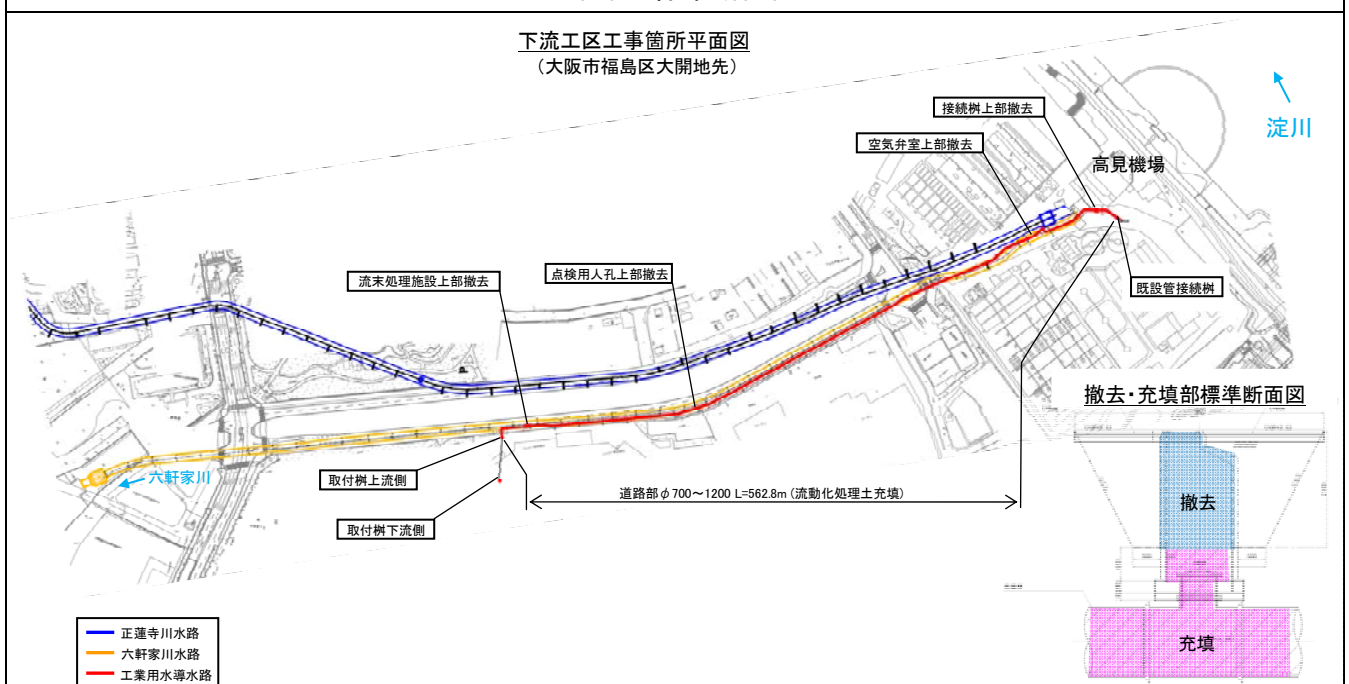 下流工区工事箇所平面図
（大阪市福島区大開地先）
接続桝上部撤去
空気弁室上部撤去
淀川
高見機場
流末処理施設上部撤去
点検用人孔上部撤去
既設管接続桝
撤去・充填部標準断面図
六軒家川
取付桝上流側
道路部φ700～1200 L=562.8m (流動化処理土充填)
取付桝下流側
撤去
充填
正蓮寺川水路
六軒家川水路
工業用水導水路